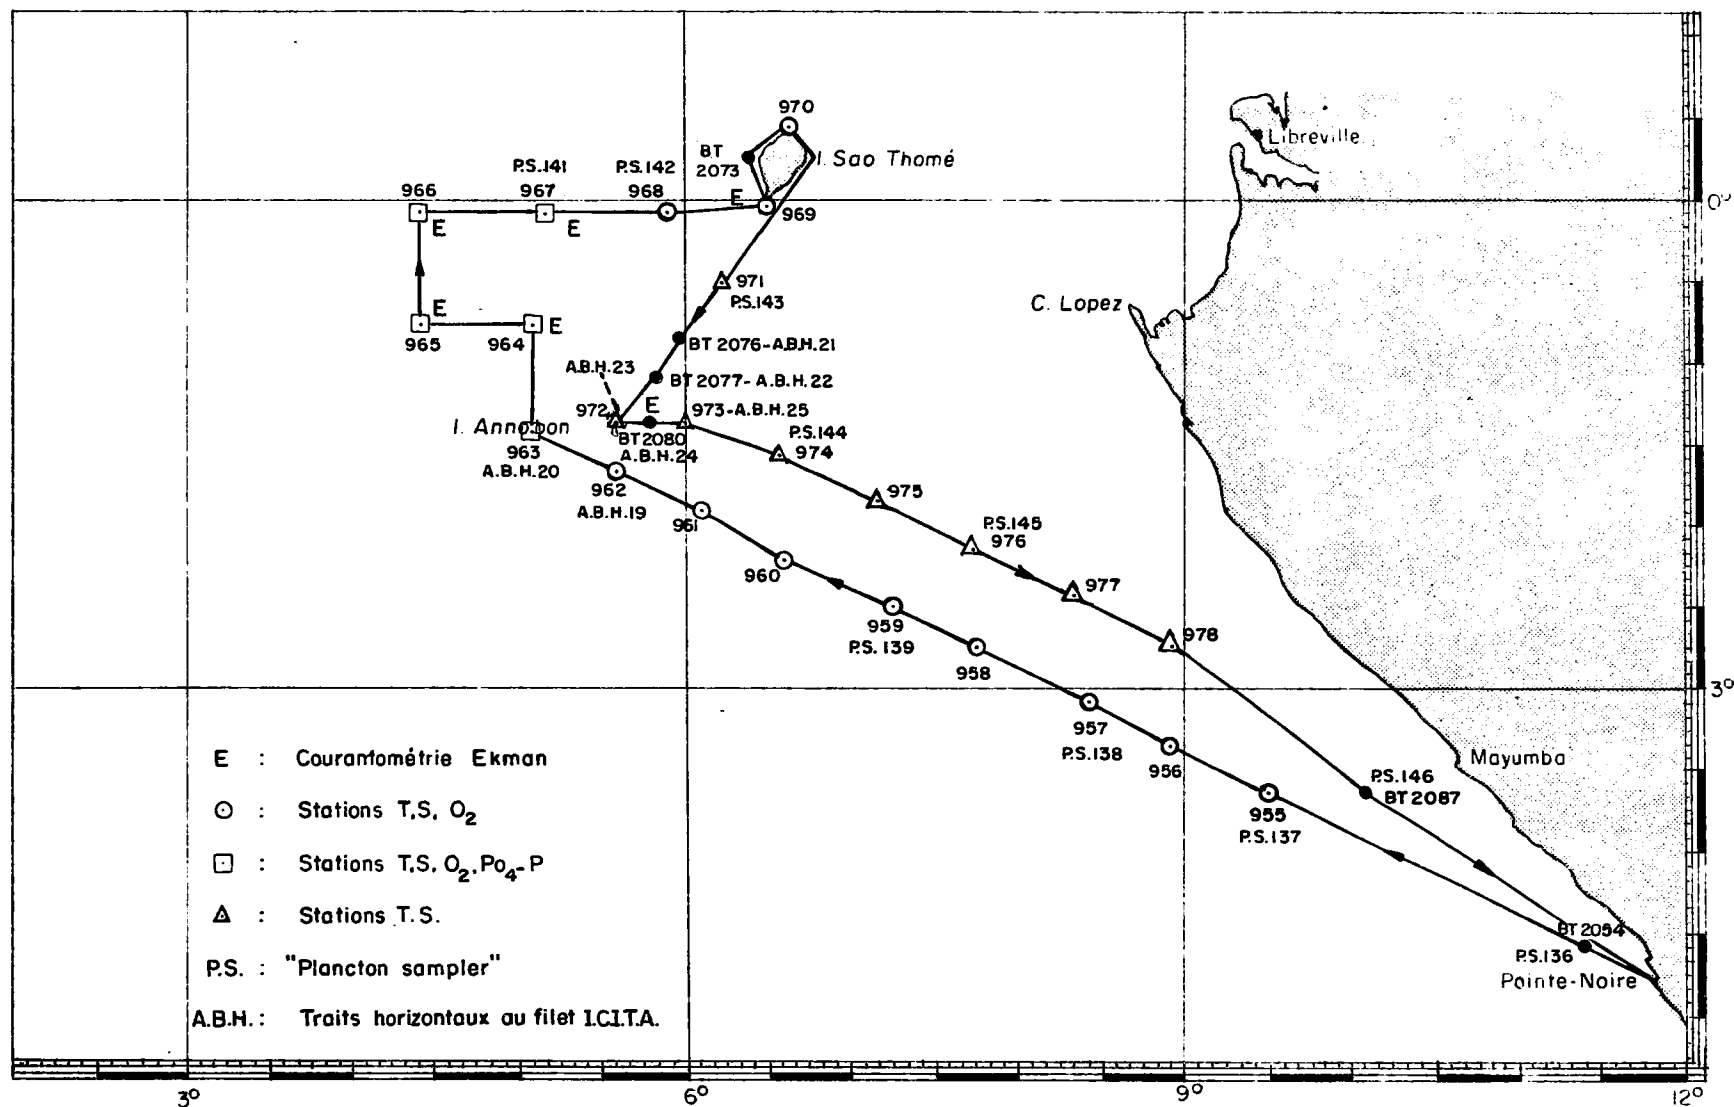 970
Libreville
BT
2073
I. Sao Thomé
P.S.141
P.S.142
966
967
968
E
969
0°
E
E
971
P.S.143
C. Lopez
E
965
964
E
BT 2076-A.B.H.21
A.B.H.23
BT 2077- A.B.H.22
972
E
973-A.B.H.25
I. Annobon
BT 2080
A.B.H.24
P.S.144
974
963
A.B.H.20
962
A.B.H.19
975
961
P.S.145
976
960
977
959
P.S. 139
978
958
3°
957
P.S.138
956
Mayumba
P.S.146
BT 2087
955
P.S.137
BT 2054
P.S.136
Pointe-Noire
E : Courantométrie Ekman
⊙ : Stations T,S, O₂
⊡ : Stations T,S, O₂, Po₄-P
◬ : Stations T.S.
P.S. : "Plancton sampler"
A.B.H. : Traits horizontaux au filet I.C.I.T.A.
3°
6°
9°
12°